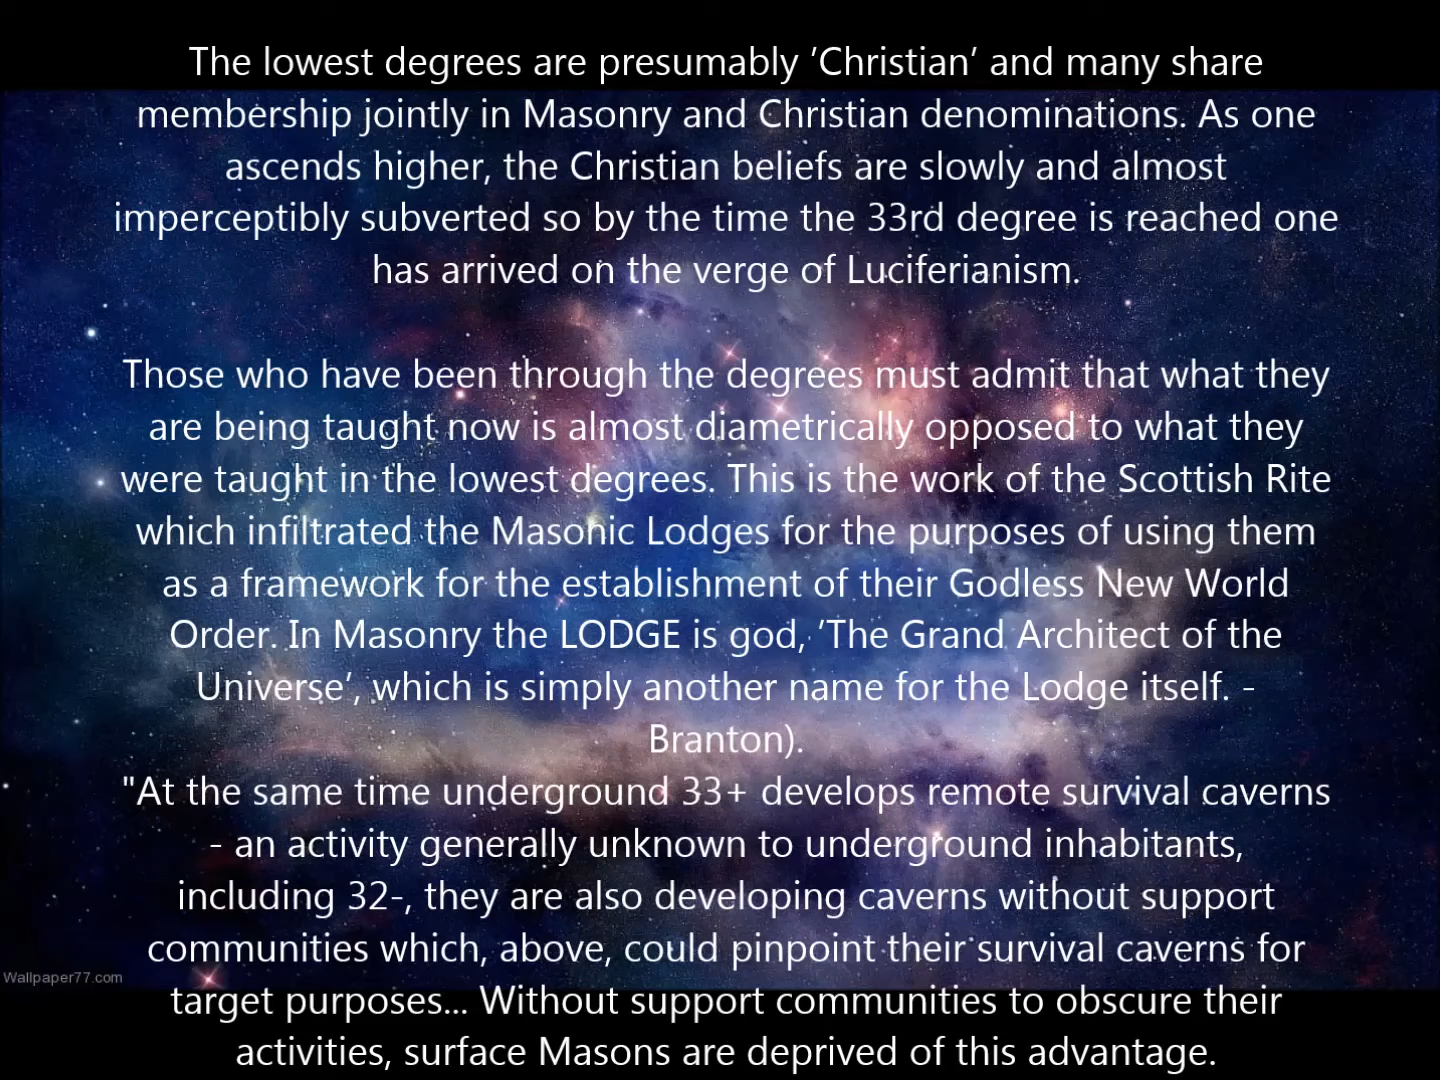 The lowest degrees are presumably 'Christian' and many share
membership jointly in Masonry and Christian denominations. As one
ascends higher, the Christian beliefs are slowly and almost
imperceptibly subverted so by the time the 33rd degree is reached one
has arrived on the verge of Luciferianism.
Those who have been through the degrees must admit that what they
are being taught now is almost diametrically opposed to what they
were taught in the lowest degrees. This is the work of the Scottish Rite
which infiltrated the Masonic Lodges for the purposes of using them
as a framework for the establishment of their Godless New World
Order. In Masonry the LODGE is god, 'The Grand Architect of the
Universe', which is simply another name for the Lodge itself. -
Branton).
"At the same time underground 33+ develops remote survival caverns
- an activity generally unknown to underground inhabitants,
including 32-, they are also developing caverns without support
communities which, above, could pinpoint their survival caverns for
Wallpaper77.com
target purposes... Without support communities to obscure their
activities, surface Masons are deprived of this advantage.